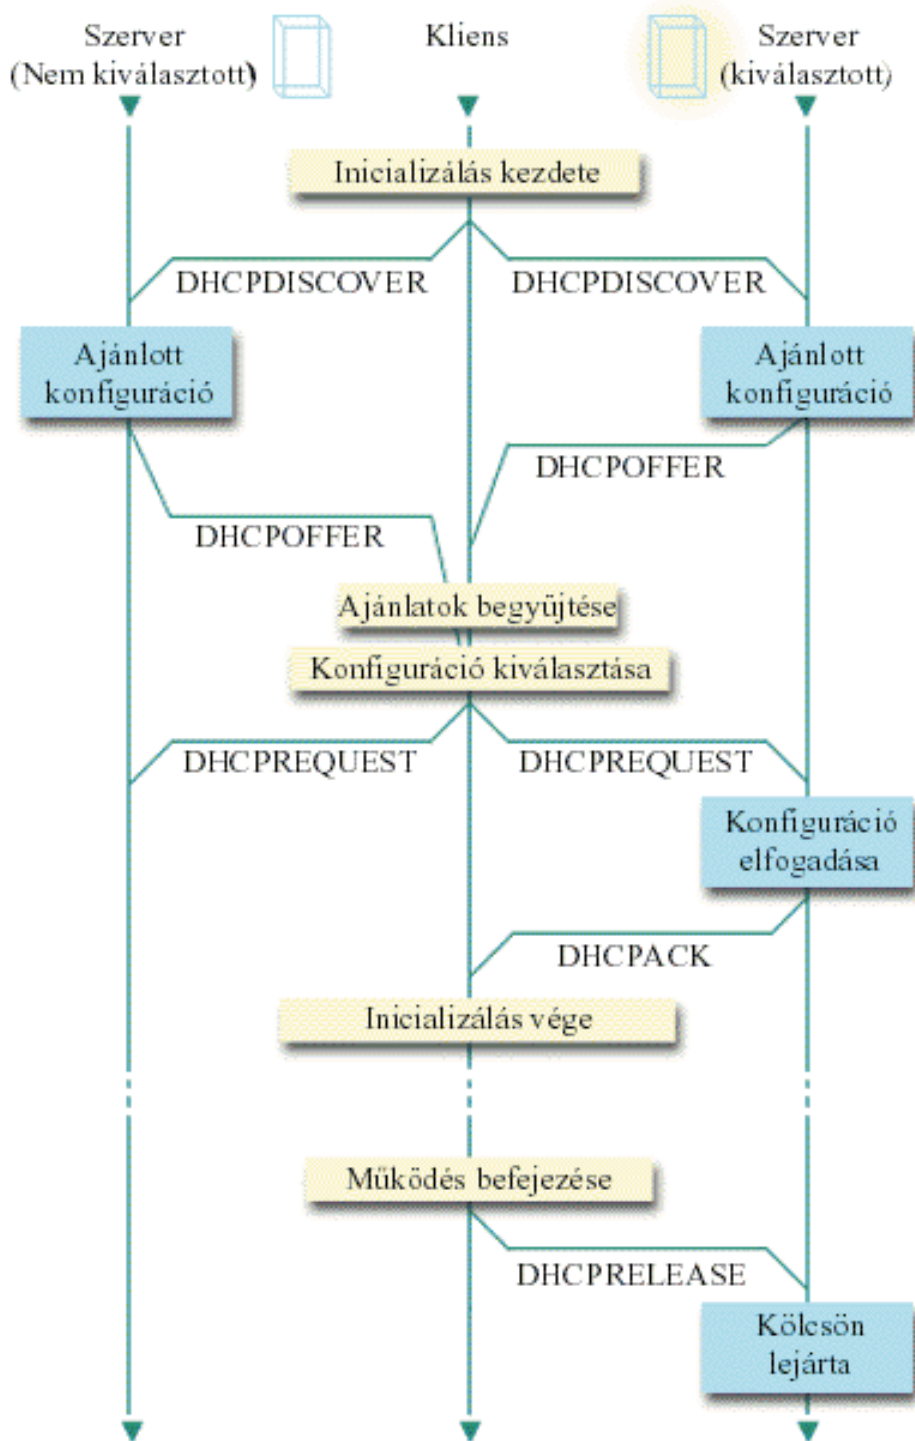 Szerver
(Nem kiválasztott)
Kliens
Szerver
(kiválasztott)
Inicializálás kezdete
DHCPDISCOVER
DHCPDISCOVER
Ajánlott
konfiguráció
Ajánlott
konfiguráció
DHCPOFFER
DHCPOFFER
Ajánlatok begyüjtése
Konfiguráció kiválasztása
DHCPREQUEST
DHCPREQUEST
Konfiguráció
elfogadása
DHCPACK
Inicializálás vége
Működés befejezése
DHCPRELEASE
Kölcsön
lejárta